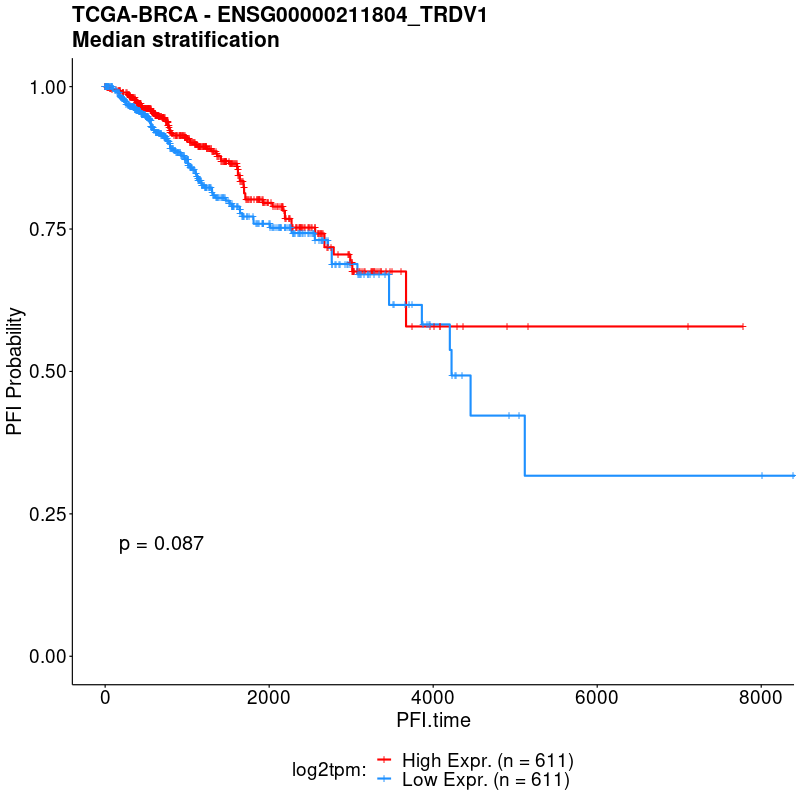 TCGA-BRCA - ENSG00000211804_TRDV1
Median stratification
1.00
0.75
0.50
0.25
0.00
PFI Probability
p = 0.087
0 2000 4000 6000 8000
PFI.time
log2tpm:
High Expr. (n = 611)
Low Expr. (n = 611)